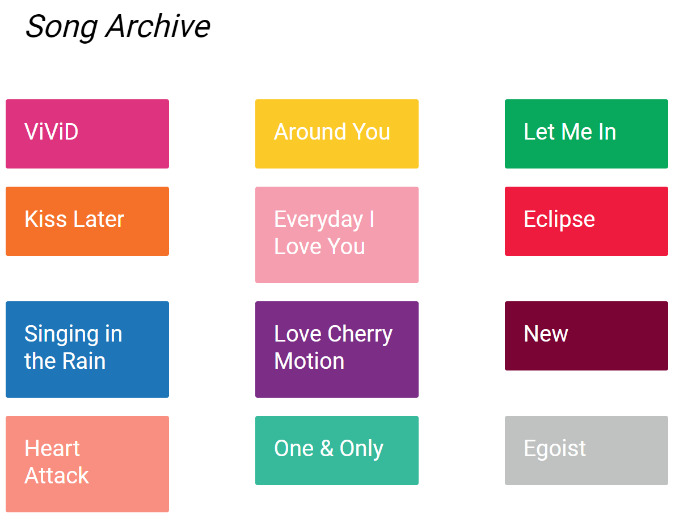 Song Archive
ViViD
Around You
Let Me In
Kiss Later
Everyday I
Love You
Eclipse
Singing in
the Rain
Love Cherry
Motion
New
Heart
Attack
One & Only
Egoist